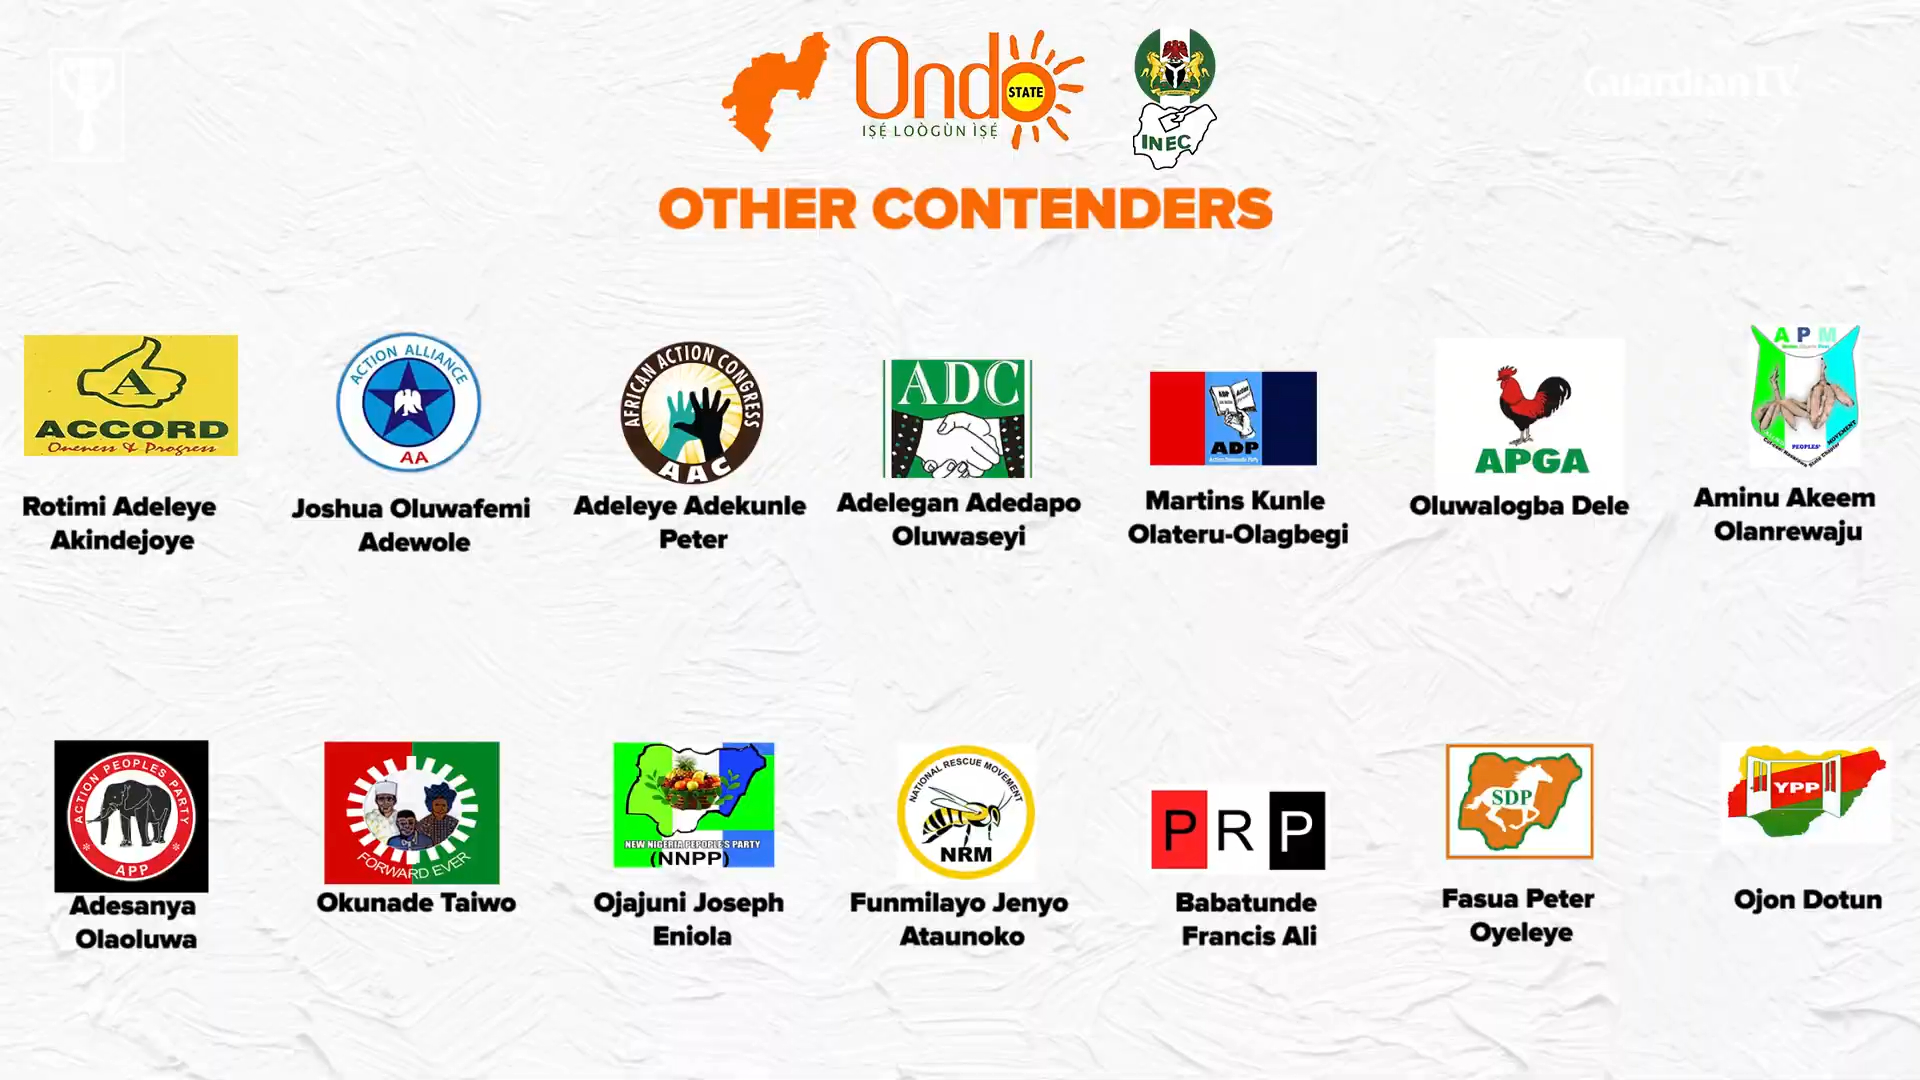 Ondo
STATE
IṢẸ́ LOÒGÙN ÌṢẸ́
INEC
GuardianTV
OTHER CONTENDERS
A
ACCORD
Oneness & Progress
Rotimi Adeleye
Akindejoye
ACTION ALLIANCE
AA
Joshua Oluwafemi
Adewole
AFRICAN ACTION CONGRESS
AAC
Adeleye Adekunle
Peter
ADC
Adelegan Adedapo
Oluwaseyi
ADP
Martins Kunle
Olateru-Olagbegi
APGA
Oluwalogba Dele
APM
PEOPLES' MOVEMENT
Aminu Akeem
Olanrewaju
ACTION PEOPLES PARTY
APP
Adesanya
Olaoluwa
FORWARD EVER
Okunade Taiwo
NEW NIGERIA PEPOPLE'S PARTY
(NNPP)
Ojajuni Joseph
Eniola
NATIONAL RESCUE MOVEMENT
NRM
Funmilayo Jenyo
Ataunoko
PRP
Babatunde
Francis Ali
SDP
Fasua Peter
Oyeleye
YPP
Ojon Dotun